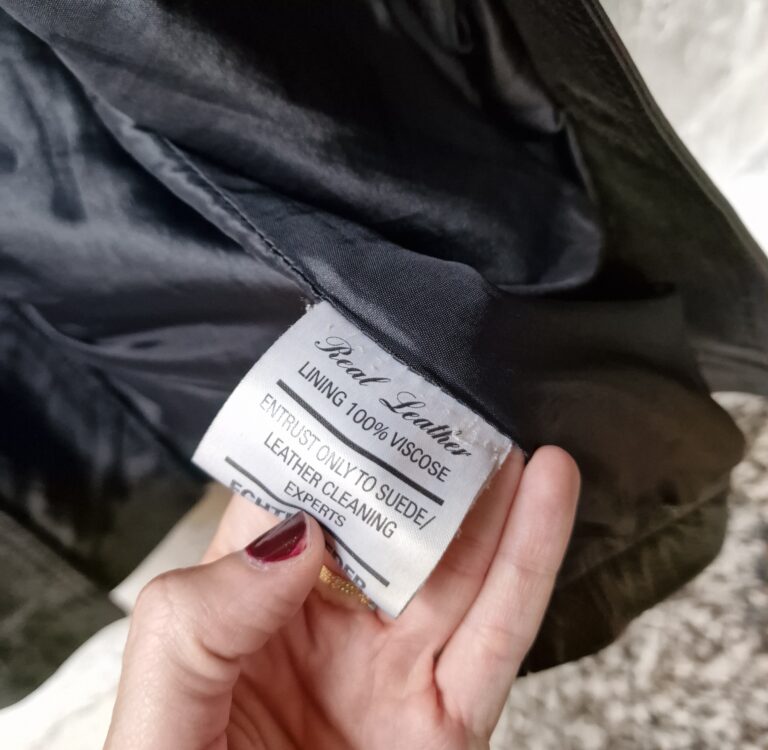 Real Leather
LINING 100% VISCOSE
ENTRUST ONLY TO SUEDE/
LEATHER CLEANING
EXPERTS